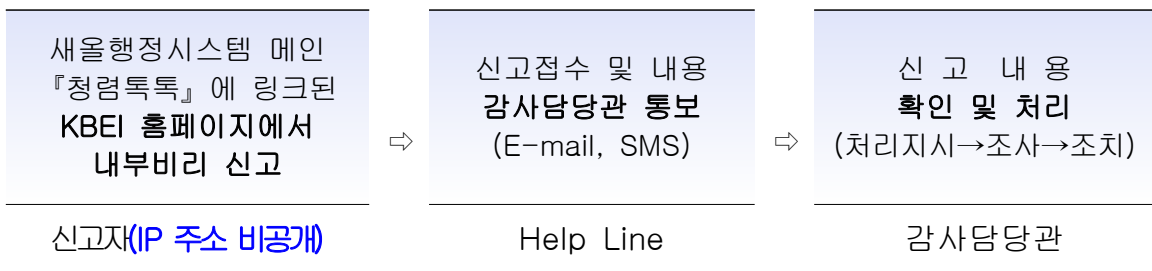 새올행정시스템 메인
『청렴톡톡』에 링크된
KBEI 홈페이지에서
내부비리 신고
⇨
신고접수 및 내용
감사담당관 통보
(E-mail, SMS)
⇨
신 고 내 용
확인 및 처리
(처리지시→조사→조치)
신고자(IP 주소 비공개)
Help Line
감사담당관